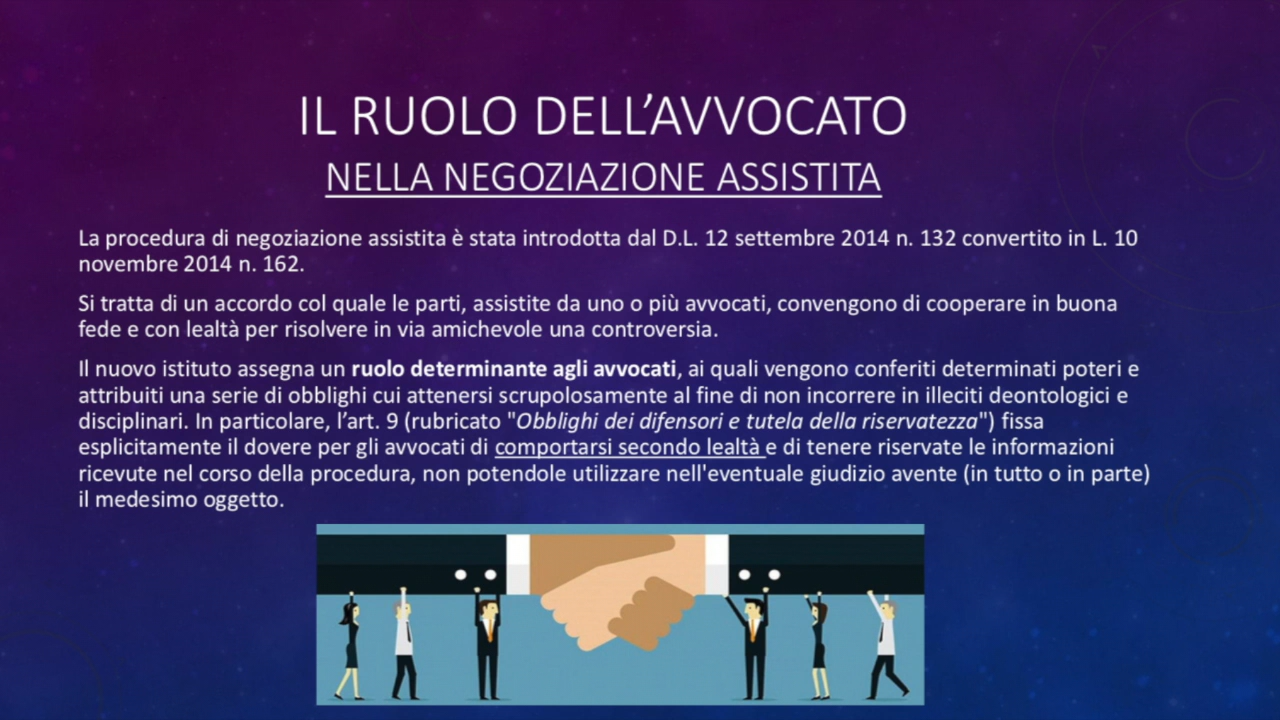 IL RUOLO DELL’AVVOCATO
NELLA NEGOZIAZIONE ASSISTITA
La procedura di negoziazione assistita è stata introdotta dal D.L. 12 settembre 2014 n. 132 convertito in L. 10
novembre 2014 n. 162.
Si tratta di un accordo col quale le parti, assistite da uno o più avvocati, convengono di cooperare in buona
fede e con lealtà per risolvere in via amichevole una controversia.
Il nuovo istituto assegna un ruolo determinante agli avvocati, ai quali vengono conferiti determinati poteri e
attribuiti una serie di obblighi cui attenersi scrupolosamente al fine di non incorrere in illeciti deontologici e
disciplinari. In particolare, l’art. 9 (rubricato "Obblighi dei difensori e tutela della riservatezza") fissa
esplicitamente il dovere per gli avvocati di comportarsi secondo lealtà e di tenere riservate le informazioni
ricevute nel corso della procedura, non potendole utilizzare nell'eventuale giudizio avente (in tutto o in parte)
il medesimo oggetto.